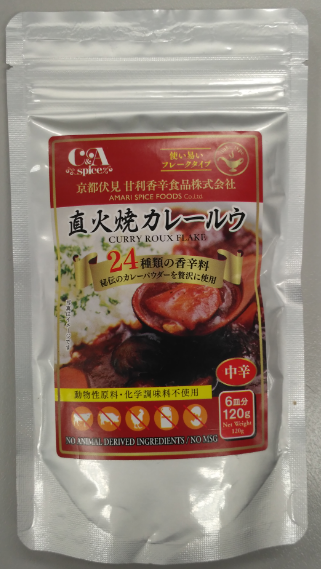 C&A
spice
使い易い
フレークタイプ
京都伏見 甘利香辛食品株式会社
AMARI SPICE FOODS Co.Ltd
直火焼カレールウ
CURRY ROUX FLAKE
24種類の香辛料
秘伝のカレーパウダーを贅沢に使用
中辛
動物性原料・化学調味料不使用
6皿分
120g
Net Weight
120g
NO ANIMAL DERIVED INGREDIENTS / NO MSG